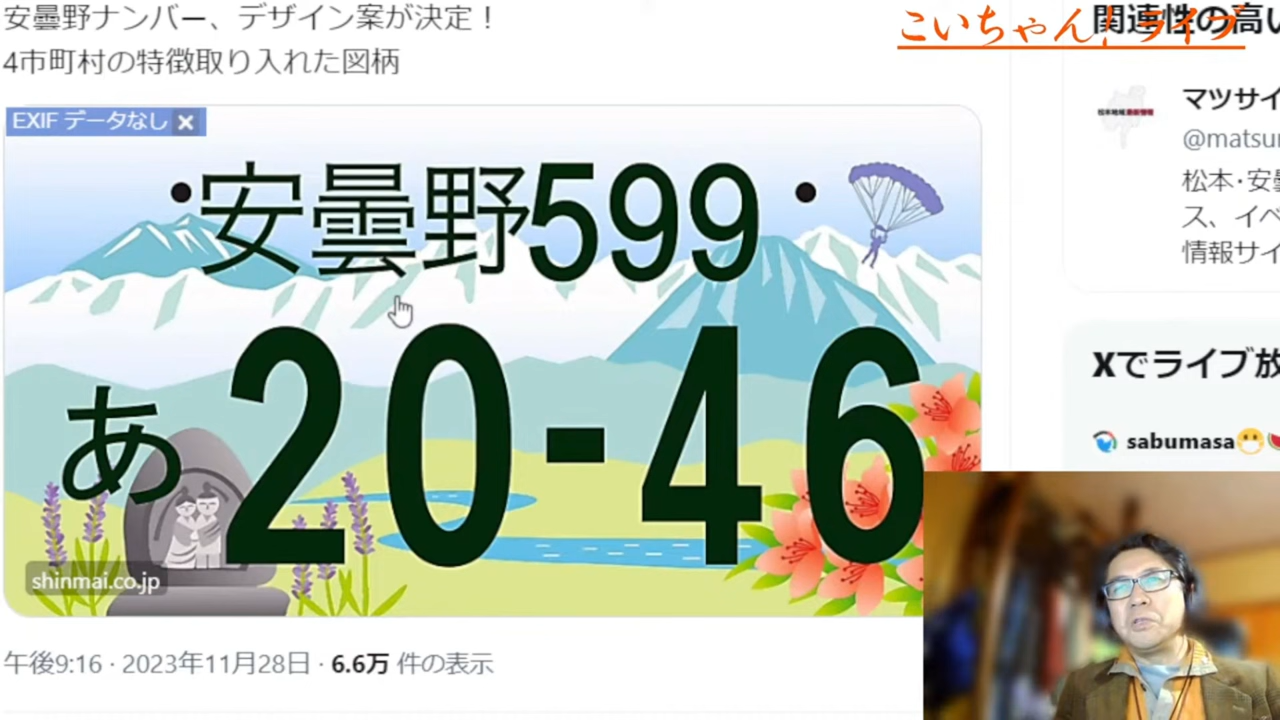 安曇野ナンバー、デザイン案が決定!
4市町村の特徴取り入れた図柄
EXIF データなし
安曇野599
あ 20-46
shinmai.co.jp
午後9:16 · 2023年11月28日 · 6.6万 件の表示
こいちゃん!ライブ
関連性の高い
マツサイ
@matsu
松本·安曇
ス、イベ
情報サイ
Xでライブ放
sabumasa